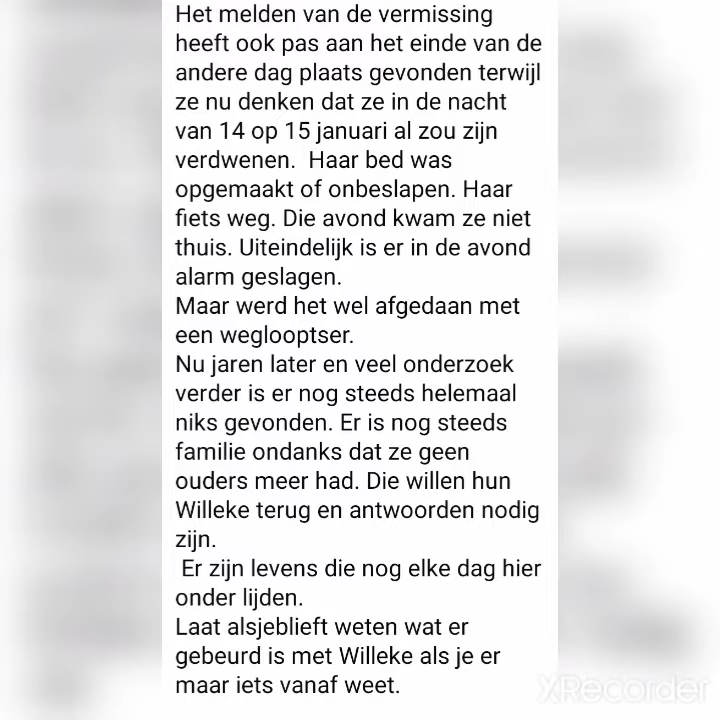 Het melden van de vermissing
heeft ook pas aan het einde van de
andere dag plaats gevonden terwijl
ze nu denken dat ze in de nacht
van 14 op 15 januari al zou zijn
verdwenen.  Haar bed was
opgemaakt of onbeslapen. Haar
fiets weg. Die avond kwam ze niet
thuis. Uiteindelijk is er in de avond
alarm geslagen.
Maar werd het wel afgedaan met
een weglooptser.
Nu jaren later en veel onderzoek
verder is er nog steeds helemaal
niks gevonden. Er is nog steeds
familie ondanks dat ze geen
ouders meer had. Die willen hun
Willeke terug en antwoorden nodig
zijn.
Er zijn levens die nog elke dag hier
onder lijden.
Laat alsjeblieft weten wat er
gebeurd is met Willeke als je er
maar iets vanaf weet.
XRecorder